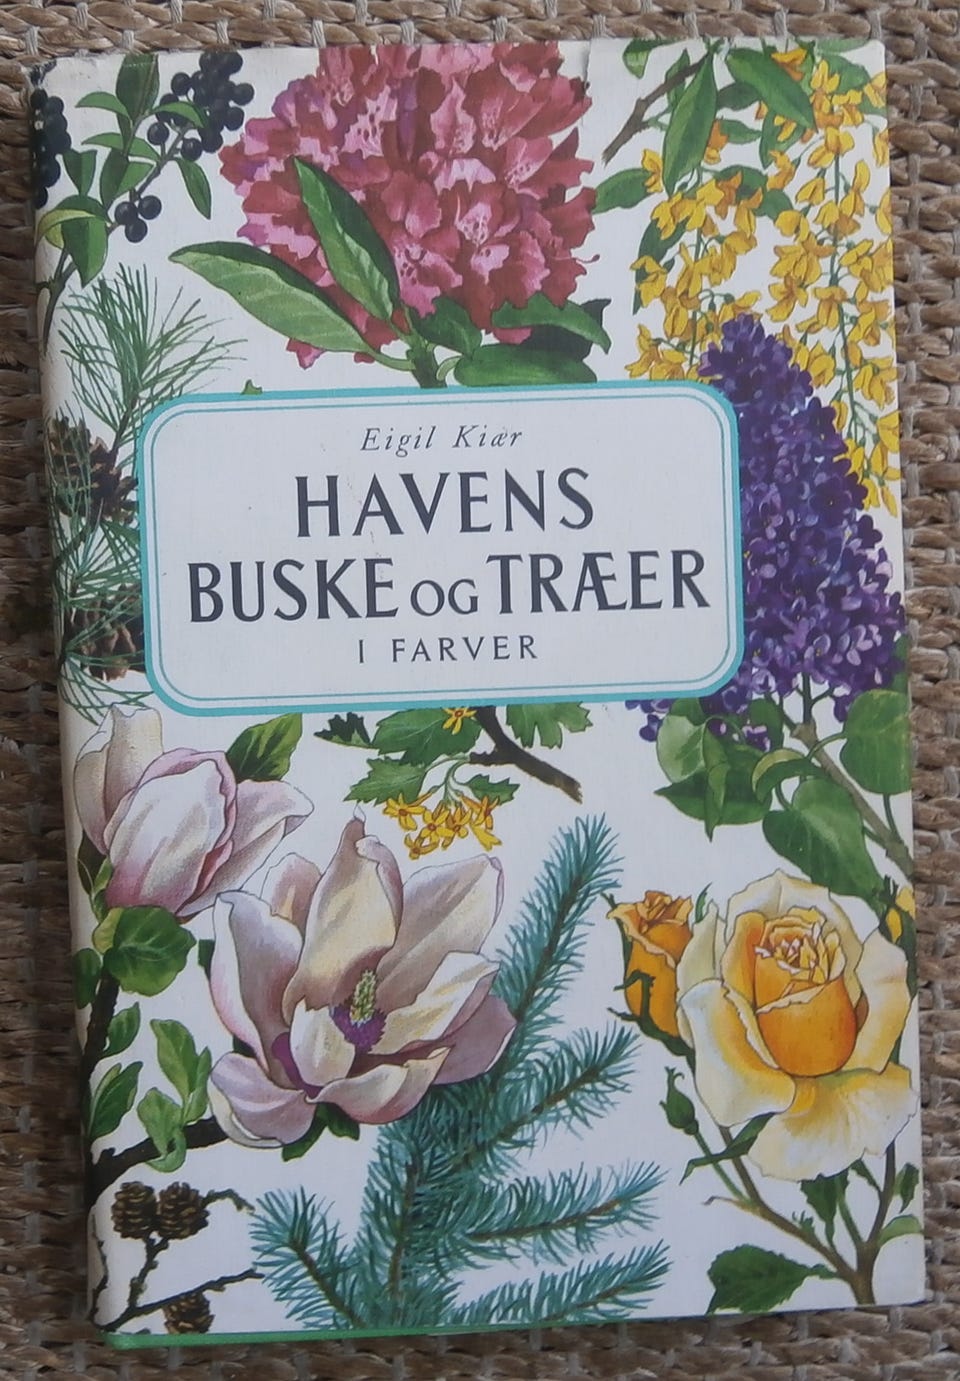 Eigil Kiær
HAVENS
BUSKE OG TRÆER
I FARVER